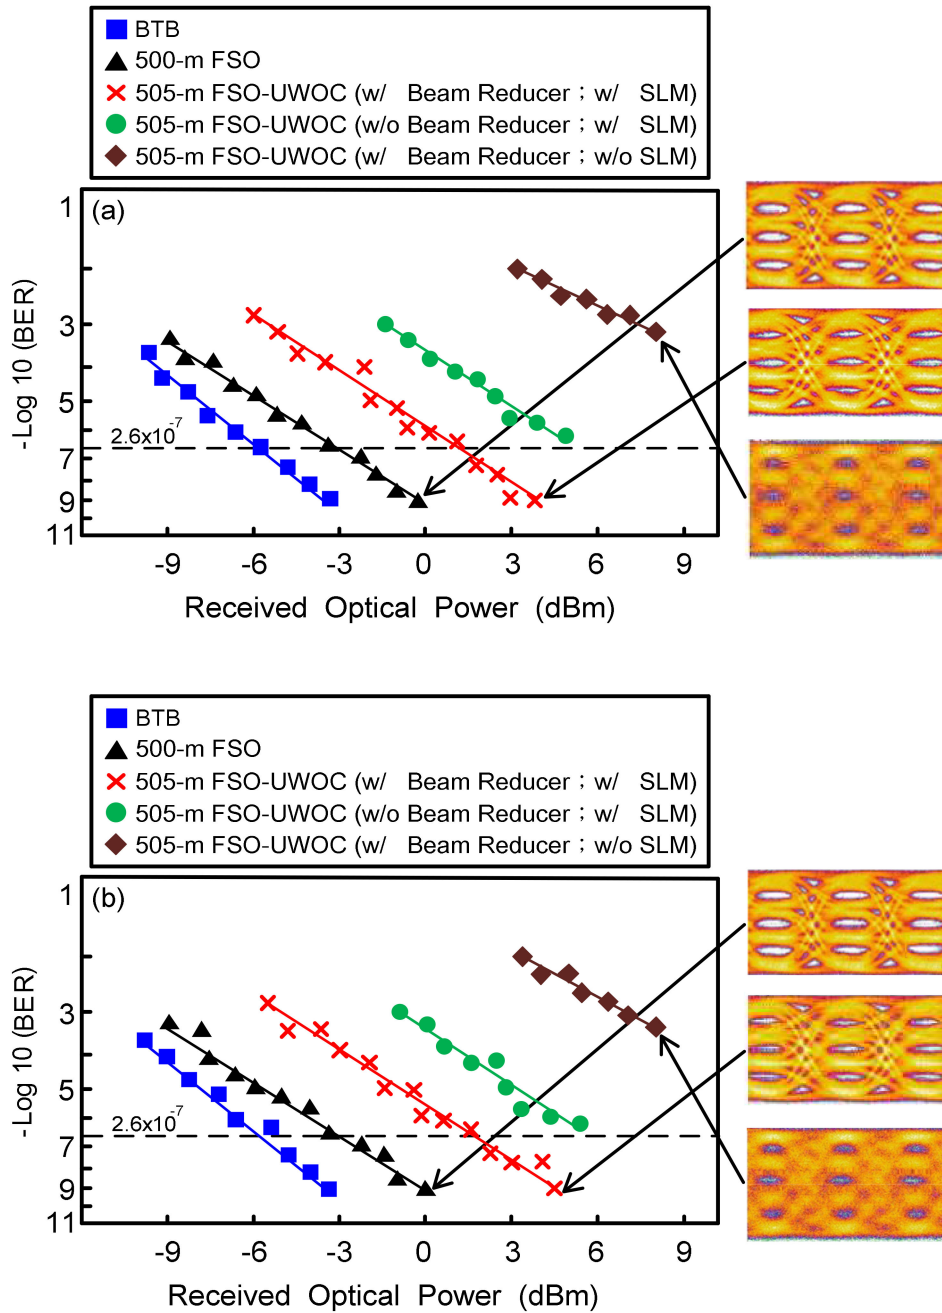 BTB
500-m FSO
505-m FSO-UWOC (w/ Beam Reducer ; w/ SLM)
505-m FSO-UWOC (w/o Beam Reducer ; w/ SLM)
505-m FSO-UWOC (w/ Beam Reducer ; w/o SLM)
(a)
-Log 10 (BER)
1
3
5
7
9
11
2.6x10⁻⁷
-9
-6
-3
0
3
6
9
Received Optical Power (dBm)
BTB
500-m FSO
505-m FSO-UWOC (w/ Beam Reducer ; w/ SLM)
505-m FSO-UWOC (w/o Beam Reducer ; w/ SLM)
505-m FSO-UWOC (w/ Beam Reducer ; w/o SLM)
(b)
-Log 10 (BER)
1
3
5
7
9
11
2.6x10⁻⁷
-9
-6
-3
0
3
6
9
Received Optical Power (dBm)